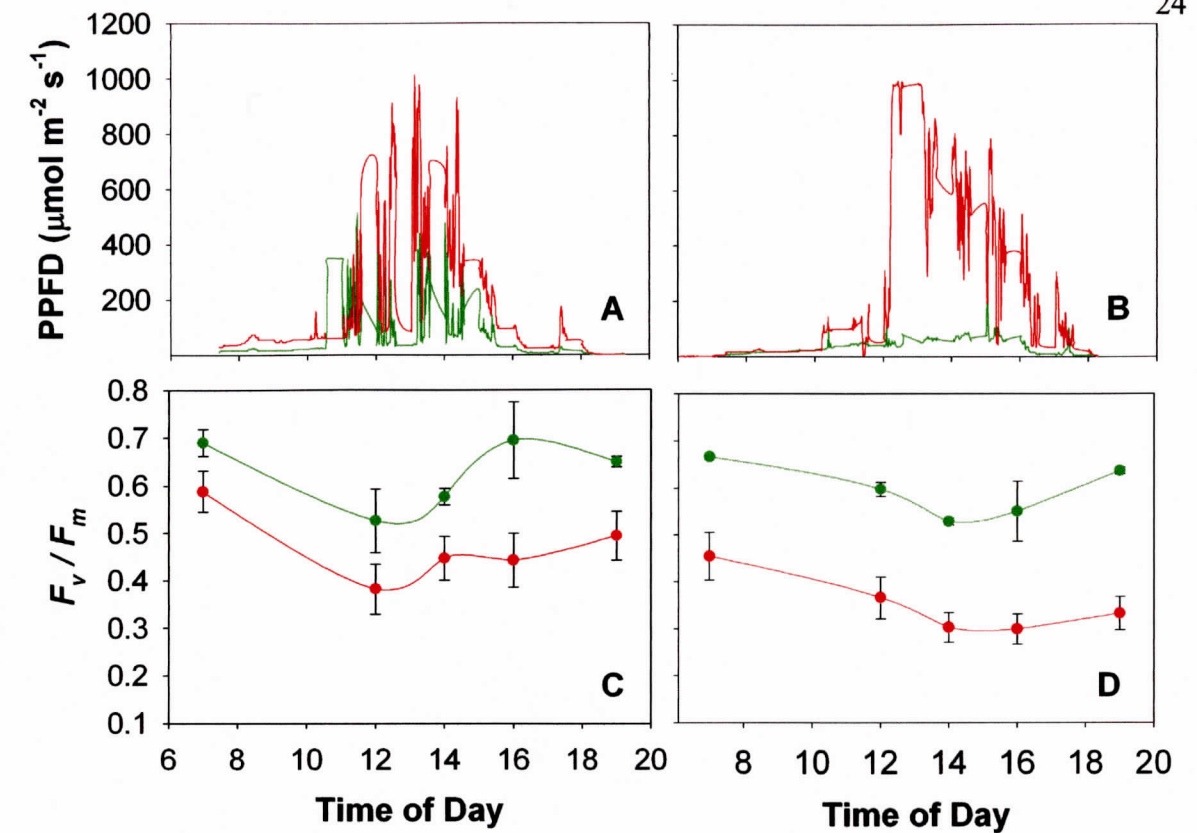 24
1200
1000
800
600
400
200
PPFD (μmol m⁻² s⁻¹)
A
B
0.8
0.7
0.6
0.5
0.4
0.3
0.2
0.1
Fv / Fm
C
D
6 8 10 12 14 16 18 20
8 10 12 14 16 18 20
Time of Day
Time of Day